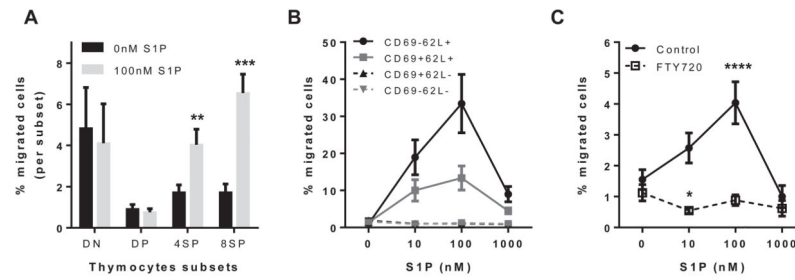 A
0nM S1P
100nM S1P
% migrated cells
(per subset)
8
6
4
2
0
**
***
DN
DP
4SP
8SP
Thymocytes subsets
B
CD69-62L+
CD69+62L+
CD69+62L-
CD69-62L-
% migrated cells
50
40
30
20
10
0
0
10
100
1000
S1P (nM)
C
Control
FTY720
% migrated cells
6
5
4
3
2
1
0
****
*
0
10
100
1000
S1P (nM)